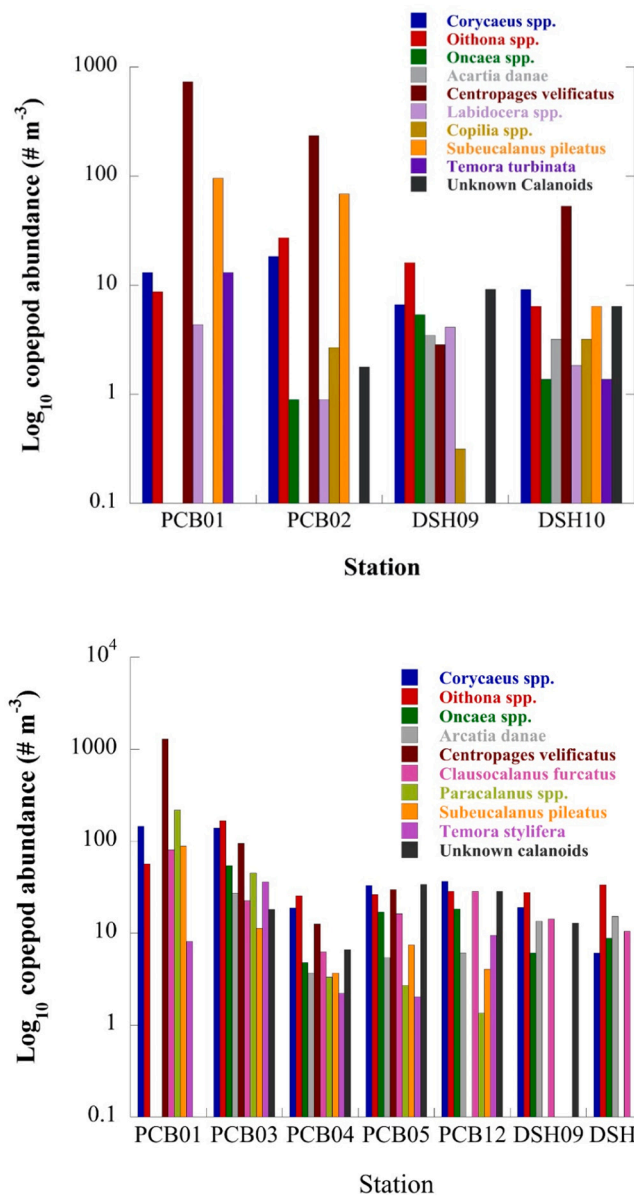 Corycaeus spp.
Oithona spp.
Oncaea spp.
Acartia danae
Centropages velificatus
Labidocera spp.
Copilia spp.
Subeucalanus pileatus
Temora turbinata
Unknown Calanoids
Log10 copepod abundance (# m-3)
1000
100
10
1
0.1
PCB01 PCB02 DSH09 DSH10
Station
Corycaeus spp.
Oithona spp.
Oncaea spp.
Arcatia danae
Centropages velificatus
Clausocalanus furcatus
Paracalanus spp.
Subeucalanus pileatus
Temora stylifera
Unknown calanoids
Log10 copepod abundance (# m-3)
104
1000
100
10
1
0.1
PCB01 PCB03 PCB04 PCB05 PCB12 DSH09 DSH
Station